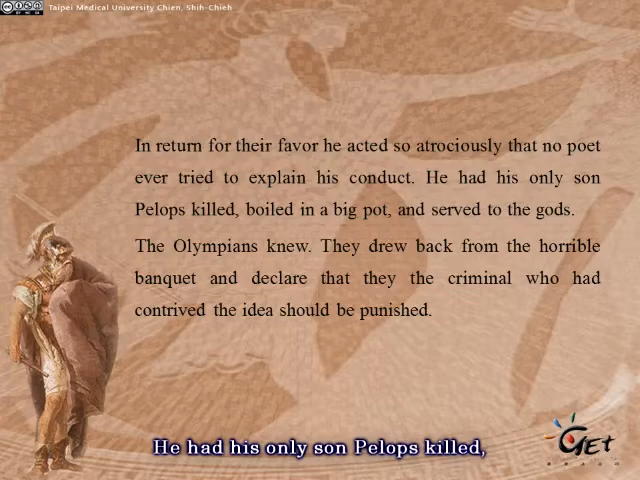 Taipei Medical University Chien, Shih-Chieh
In return for their favor he acted so atrociously that no poet
ever tried to explain his conduct. He had his only son
Pelops killed, boiled in a big pot, and served to the gods.
The Olympians knew. They drew back from the horrible
banquet and declare that they the criminal who had
contrived the idea should be punished.
He had his only son Pelops killed,
GET